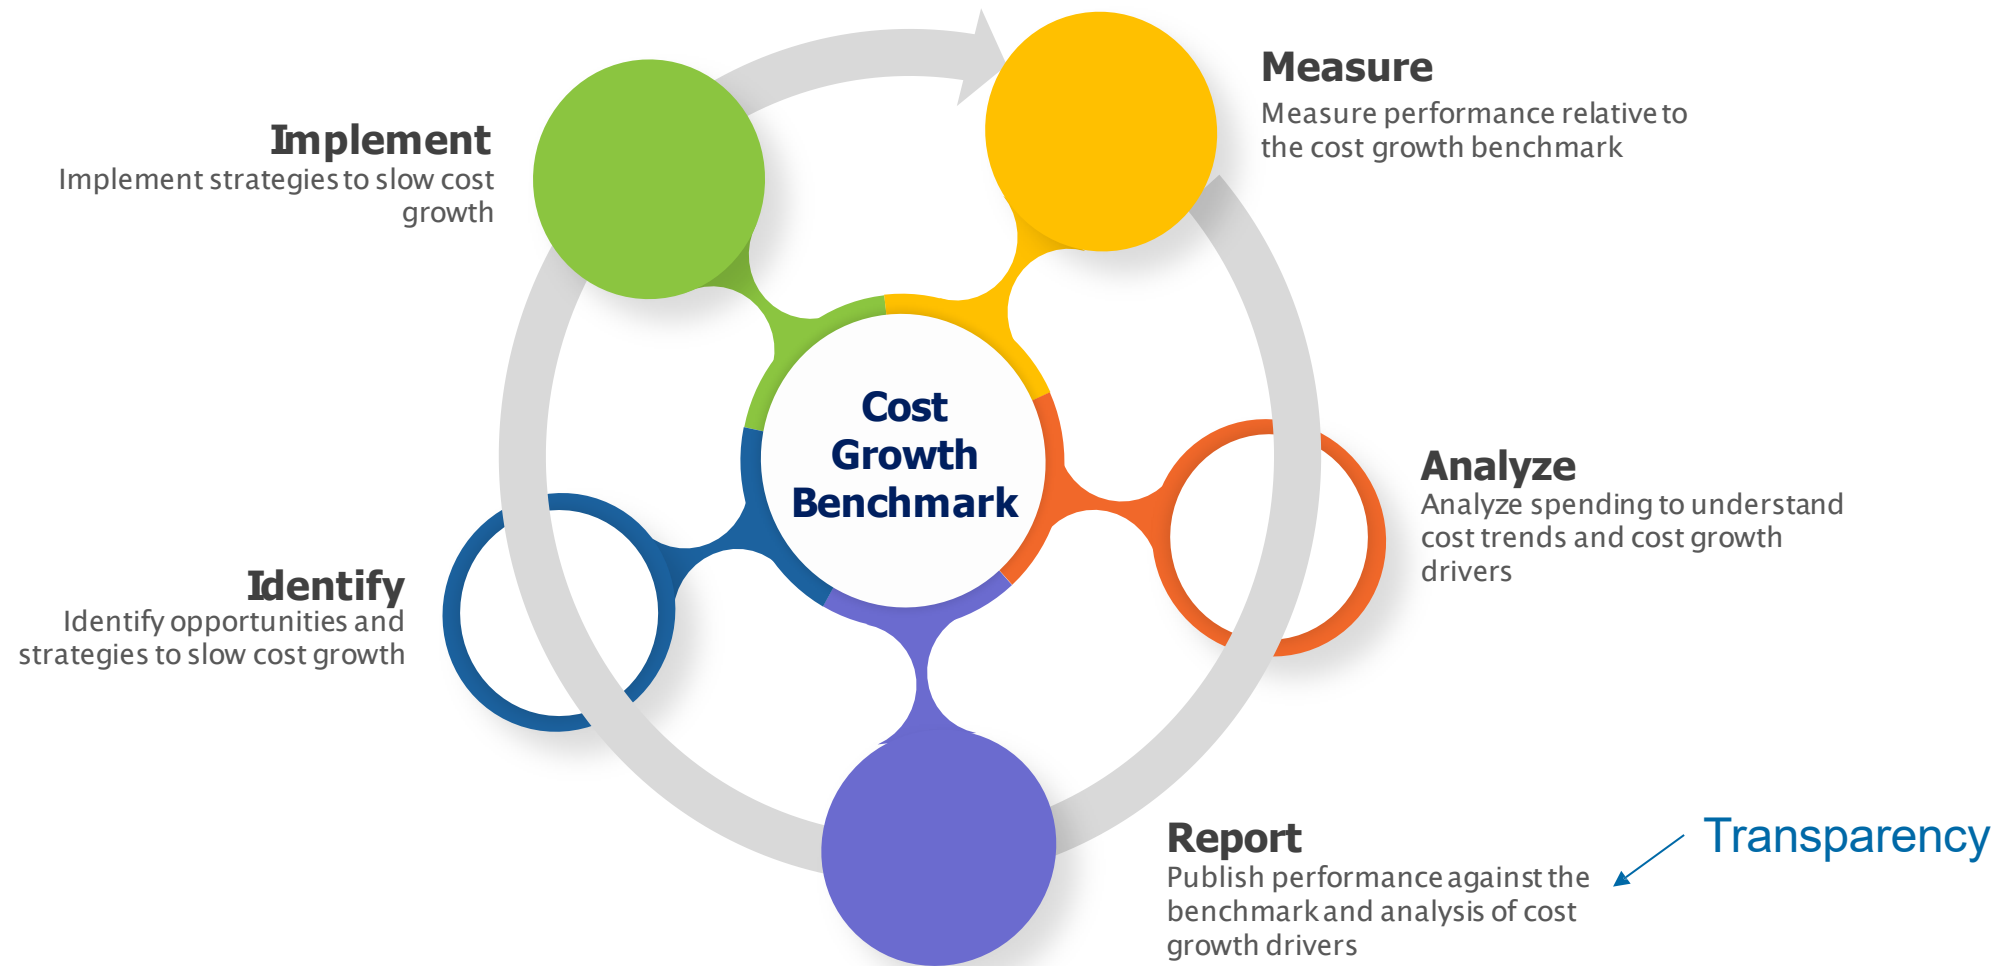 Measure
Measure performance relative to
the cost growth benchmark
Implement
Implement strategies to slow cost
growth
Cost
Growth
Benchmark
Analyze
Analyze spending to understand
cost trends and cost growth
drivers
Identify
Identify opportunities and
strategies to slow cost growth
Report
Publish performance against the
benchmark and analysis of cost
growth drivers
Transparency